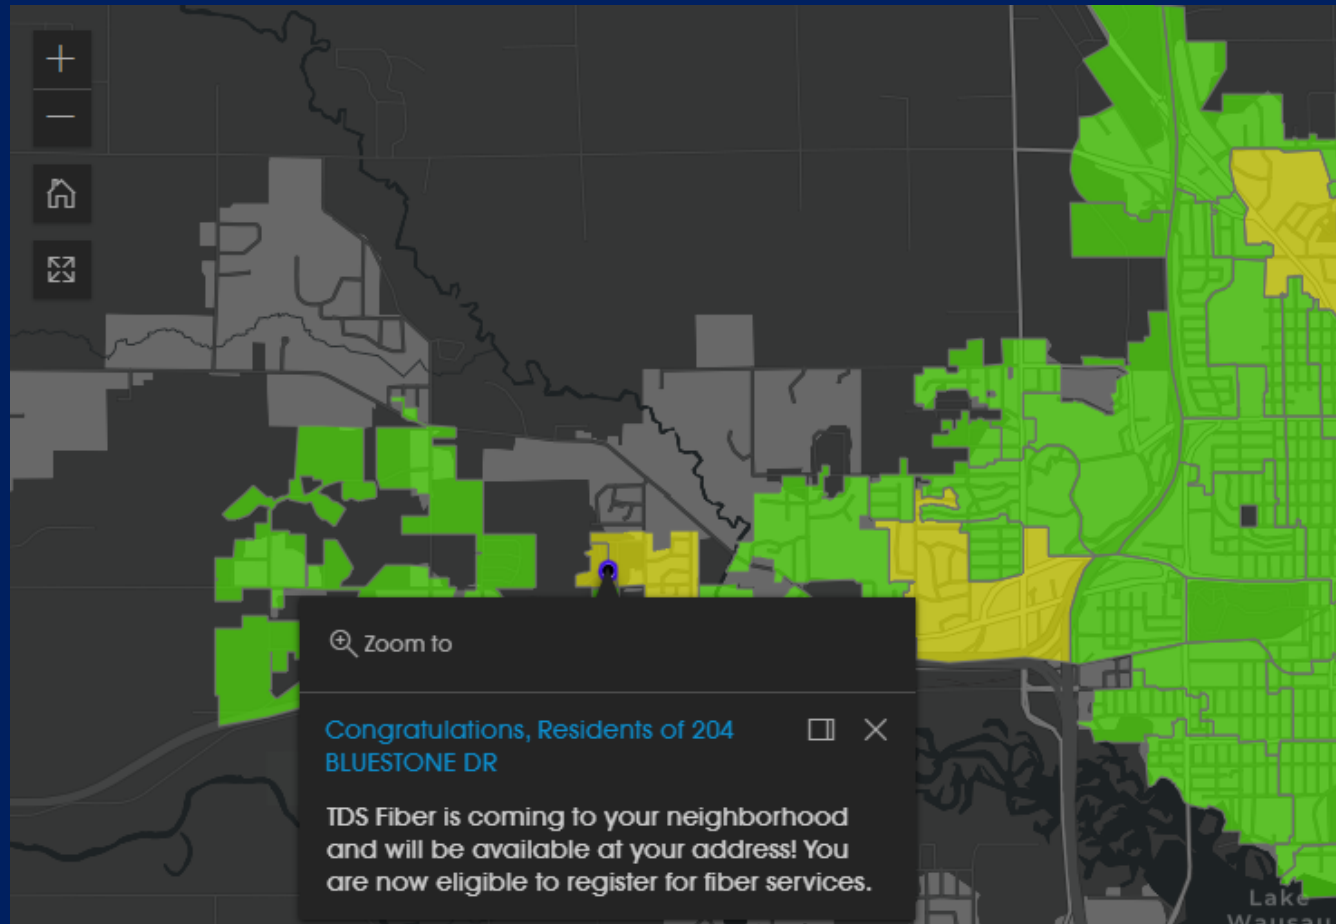 Zoom to
Congratulations, Residents of 204
BLUESTONE DR
TDS Fiber is coming to your neighborhood
and will be available at your address! You
are now eligible to register for fiber services.
Lake